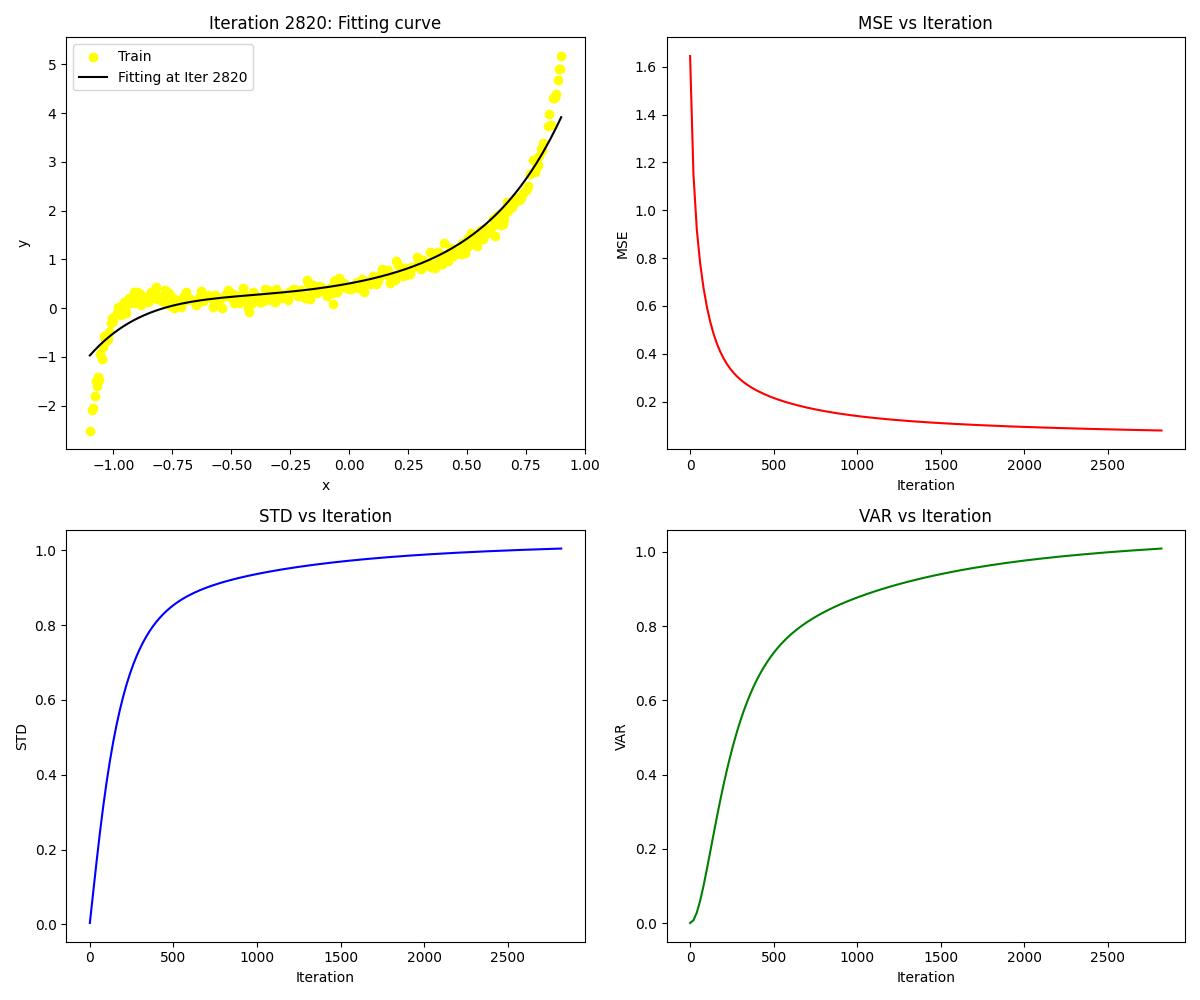 Iteration 2820: Fitting curve
Train
Fitting at Iter 2820
5
4
3
2
1
0
−1
−2
y
−1.00 −0.75 −0.50 −0.25 0.00 0.25 0.50 0.75 1.00
x
MSE vs Iteration
1.6
1.4
1.2
1.0
0.8
0.6
0.4
0.2
MSE
0 500 1000 1500 2000 2500
Iteration
STD vs Iteration
1.0
0.8
0.6
0.4
0.2
0.0
STD
0 500 1000 1500 2000 2500
Iteration
VAR vs Iteration
1.0
0.8
0.6
0.4
0.2
0.0
VAR
0 500 1000 1500 2000 2500
Iteration